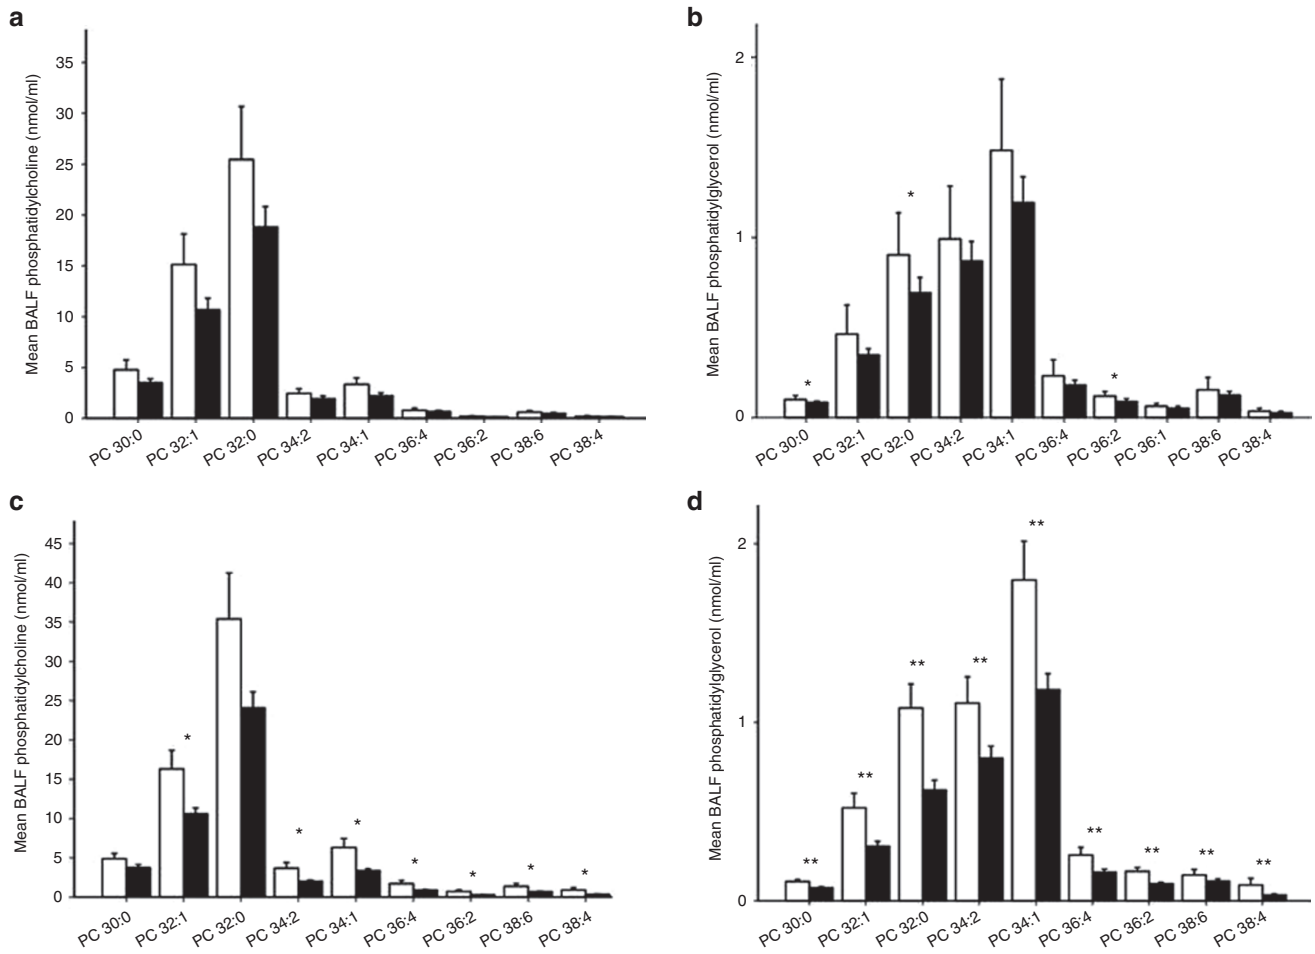 a
Mean BALF phosphatidylcholine (nmol/ml)
35
30
25
20
15
10
5
0
PC 30:0 PC 32:1 PC 32:0 PC 34:2 PC 34:1 PC 36:4 PC 36:2 PC 38:6 PC 38:4
b
Mean BALF phosphatidylglycerol (nmol/ml)
2
1
0
* * *
PC 30:0 PC 32:1 PC 32:0 PC 34:2 PC 34:1 PC 36:4 PC 36:2 PC 36:1 PC 38:6 PC 38:4
c
Mean BALF phosphatidylcholine (nmol/ml)
45
40
35
30
25
20
15
10
5
0
* * * * * * *
PC 30:0 PC 32:1 PC 32:0 PC 34:2 PC 34:1 PC 36:4 PC 36:2 PC 38:6 PC 38:4
d
Mean BALF phosphatidylglycerol (nmol/ml)
2
1
0
** ** ** ** ** ** ** ** **
PC 30:0 PC 32:1 PC 32:0 PC 34:2 PC 34:1 PC 36:4 PC 36:2 PC 38:6 PC 38:4